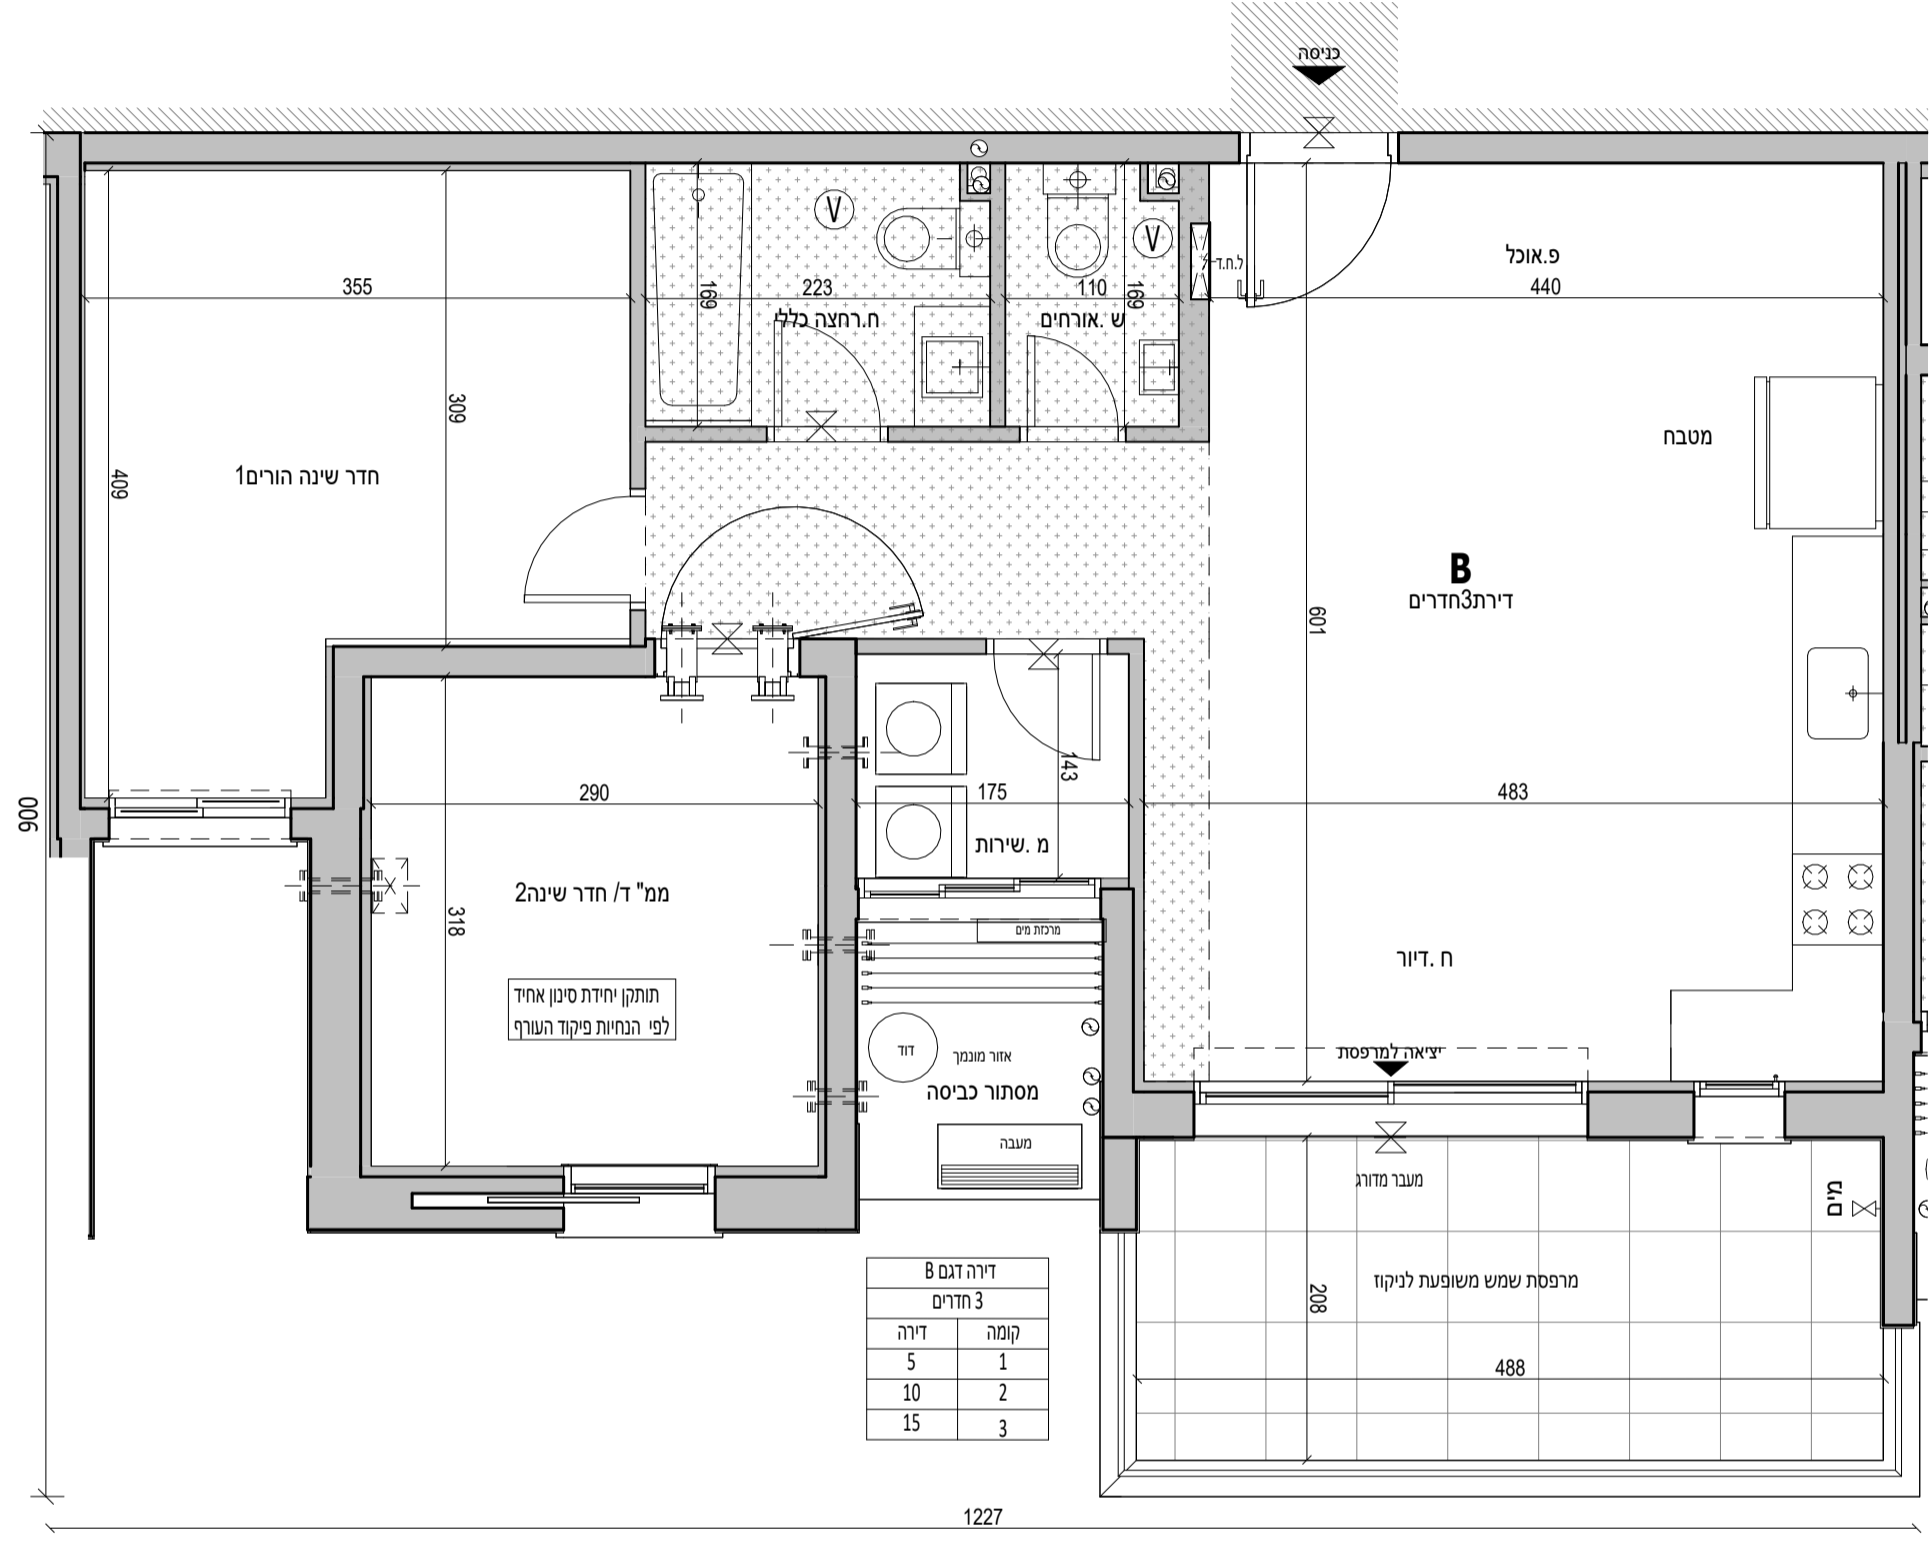 כניסה
פ.אוכל
440
ל.ח.ד
ש .אורחים
110
169
ח.רחצה כללי
223
169
355
309
409
חדר שינה הורים1
מטבח
B
דירת3חדרים
601
483
175
143
מ .שירות
290
ממ" ד/ חדר שינה2
318
תותקן יחידת סינון אחיד
לפי הנחיות פיקוד העורף
900
ח .דיור
מרכזת מים
דוד
אזור מונמך
מסתור כביסה
מעבה
יציאה למרפסת
מעבר מדורג
מים
מרפסת שמש משופעת לניקוז
208
488
דירה דגם B
3 חדרים
קומה דירה
1 5
2 10
3 15
1227
V
V